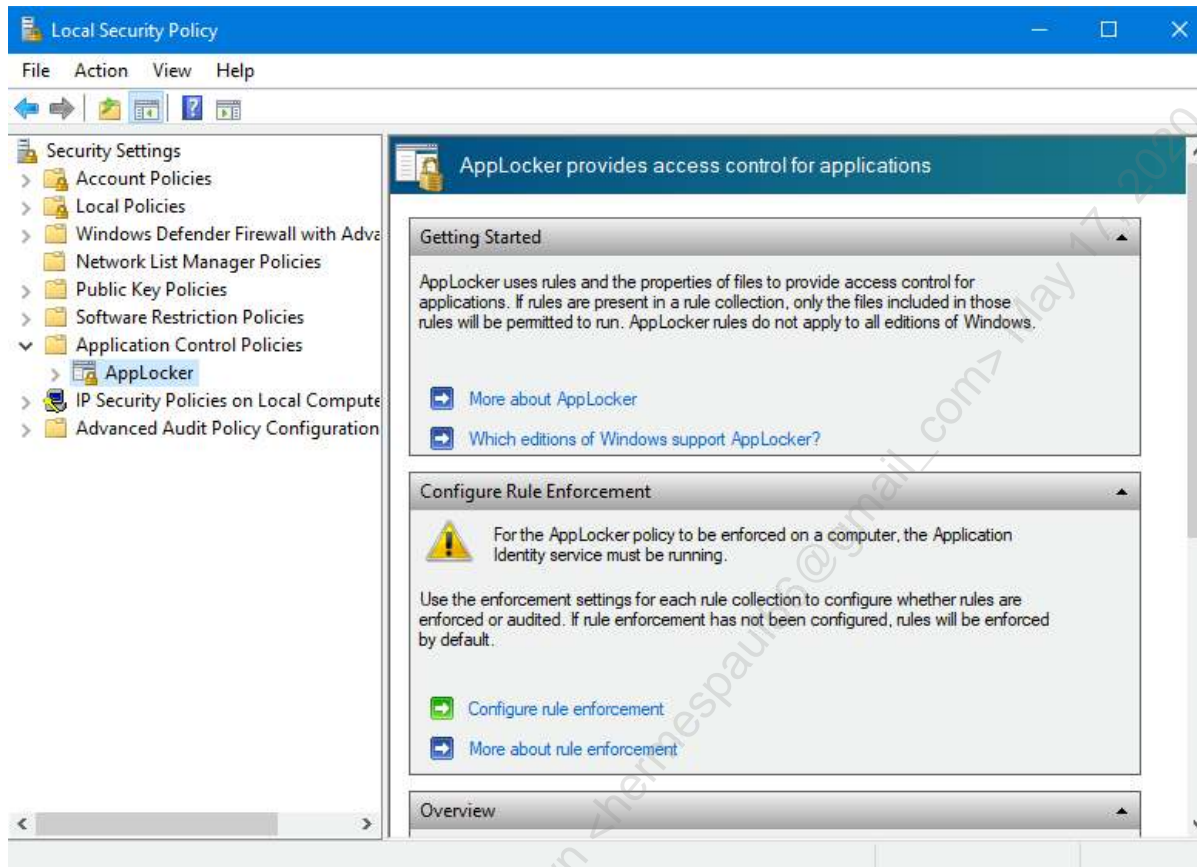 Local Security Policy
File Action View Help
Security Settings
Account Policies
Local Policies
Windows Defender Firewall with Adva
Network List Manager Policies
Public Key Policies
Software Restriction Policies
Application Control Policies
AppLocker
IP Security Policies on Local Compute
Advanced Audit Policy Configuration
AppLocker provides access control for applications
Getting Started
AppLocker uses rules and the properties of files to provide access control for
applications. If rules are present in a rule collection, only the files included in those
rules will be permitted to run. AppLocker rules do not apply to all editions of Windows.
More about AppLocker
Which editions of Windows support AppLocker?
Configure Rule Enforcement
For the AppLocker policy to be enforced on a computer, the Application
Identity service must be running.
Use the enforcement settings for each rule collection to configure whether rules are
enforced or audited. If rule enforcement has not been configured, rules will be enforced
by default.
Configure rule enforcement
More about rule enforcement
Overview
<hermespaul56@gmail_com> May 17, 2020